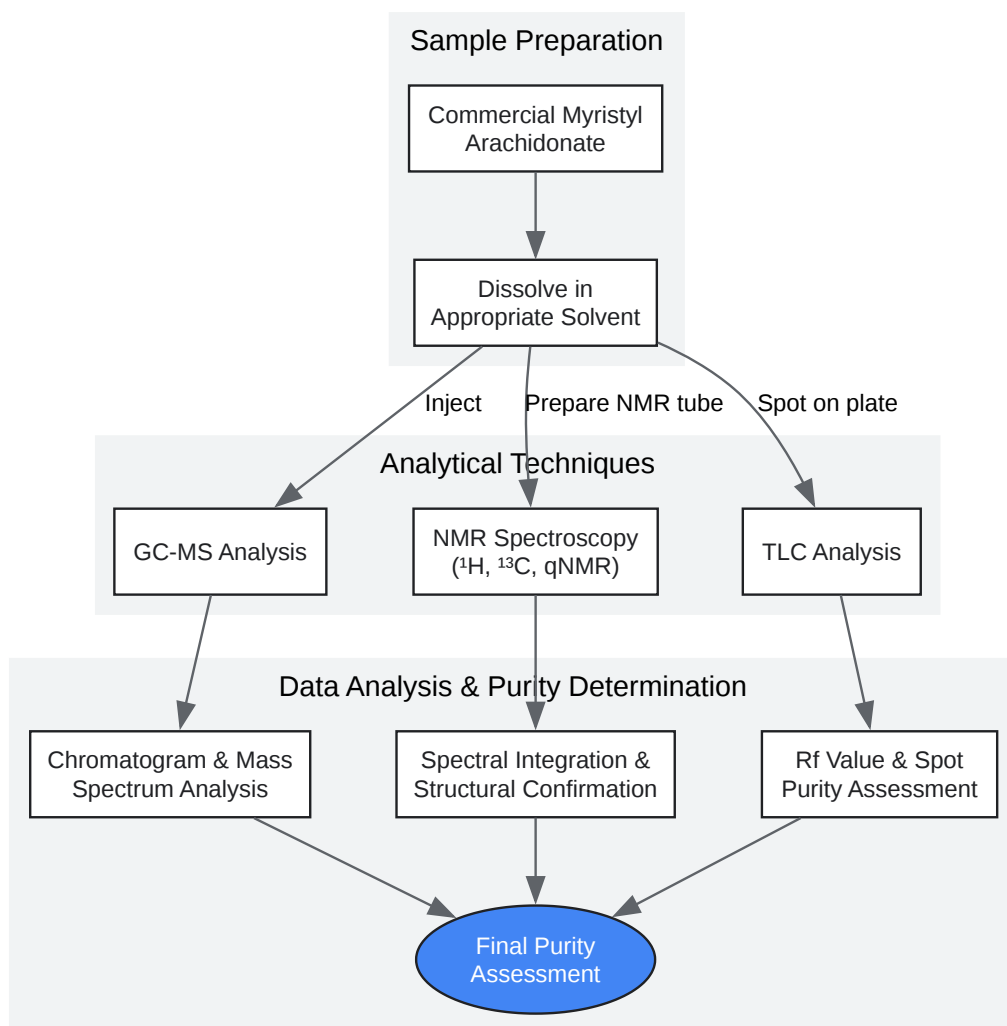 Sample Preparation
Commercial Myristyl
Arachidonate
Dissolve in
Appropriate Solvent
Inject
Prepare NMR tube
Spot on plate
Analytical Techniques
GC-MS Analysis
NMR Spectroscopy
(¹H, ¹³C, qNMR)
TLC Analysis
Data Analysis & Purity Determination
Chromatogram & Mass
Spectrum Analysis
Spectral Integration &
Structural Confirmation
Rf Value & Spot
Purity Assessment
Final Purity
Assessment